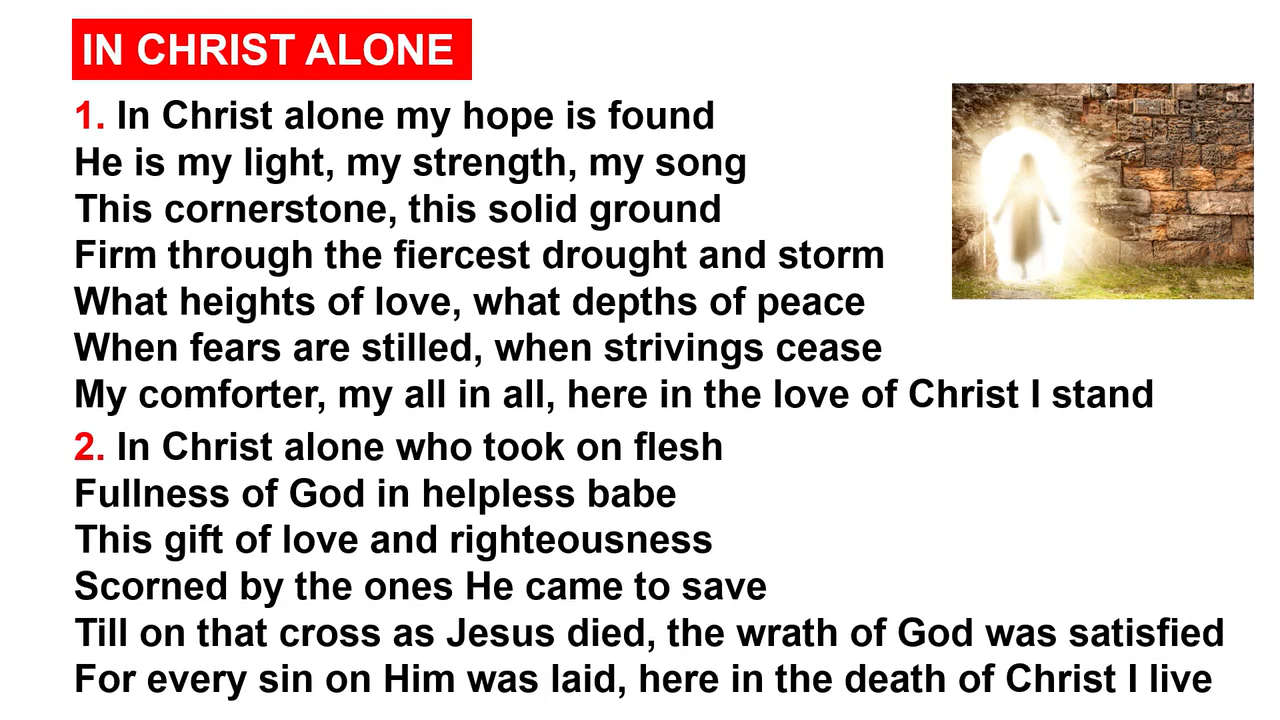 IN CHRIST ALONE
1. In Christ alone my hope is found
He is my light, my strength, my song
This cornerstone, this solid ground
Firm through the fiercest drought and storm
What heights of love, what depths of peace
When fears are stilled, when strivings cease
My comforter, my all in all, here in the love of Christ I stand
2. In Christ alone who took on flesh
Fullness of God in helpless babe
This gift of love and righteousness
Scorned by the ones He came to save
Till on that cross as Jesus died, the wrath of God was satisfied
For every sin on Him was laid, here in the death of Christ I live